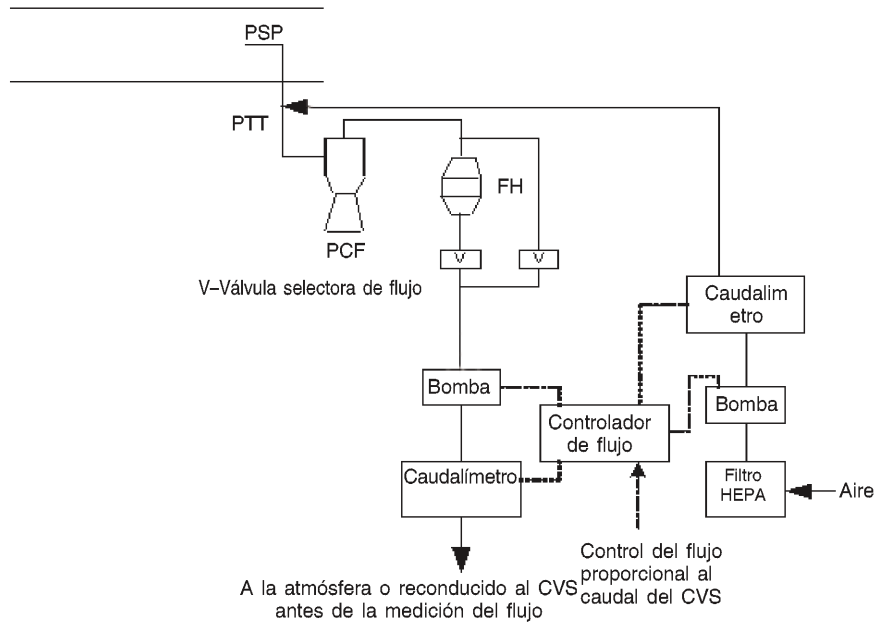 PSP
PTT
FH
PCF
V
V
V–Válvula selectora de flujo
Caudalim
etro
Bomba
Bomba
Controlador
de flujo
Caudalímetro
Filtro
HEPA
Aire
Control del flujo
proporcional al
caudal del CVS
A la atmósfera o reconducido al CVS
antes de la medición del flujo